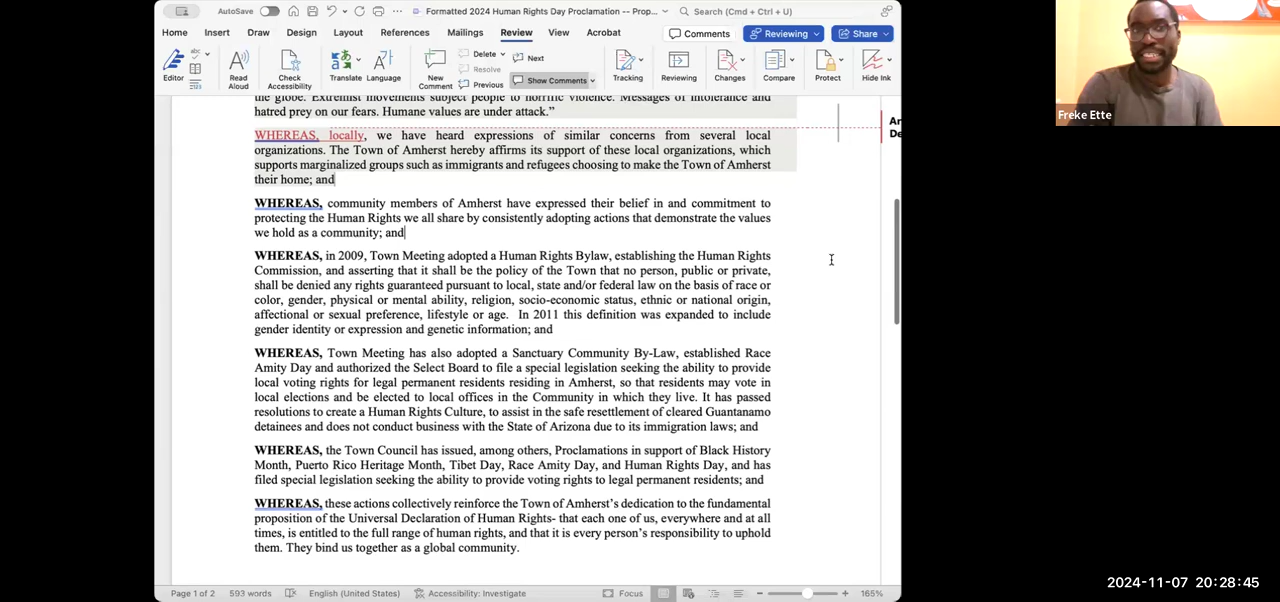 AutoSave
Formatted 2024 Human Rights Day Proclamation -- Prop...
Search (Cmd + Ctrl + U)
Home Insert Draw Design Layout References Mailings Review View Acrobat
Comments Reviewing Share
Editor
Read Aloud
Check Accessibility
Translate
Language
New Comment
Delete
Resolve
Previous
Next
Show Comments
Tracking
Reviewing
Changes
Compare
Protect
Hide Ink
the globe. Extremist movements subject people to horrific violence. Messages of intolerance and
hatred prey on our fears. Humane values are under attack.”
WHEREAS, locally, we have heard expressions of similar concerns from several local
organizations. The Town of Amherst hereby affirms its support of these local organizations, which
supports marginalized groups such as immigrants and refugees choosing to make the Town of Amherst
their home; and
WHEREAS, community members of Amherst have expressed their belief in and commitment to
protecting the Human Rights we all share by consistently adopting actions that demonstrate the values
we hold as a community; and
WHEREAS, in 2009, Town Meeting adopted a Human Rights Bylaw, establishing the Human Rights
Commission, and asserting that it shall be the policy of the Town that no person, public or private,
shall be denied any rights guaranteed pursuant to local, state and/or federal law on the basis of race or
color, gender, physical or mental ability, religion, socio-economic status, ethnic or national origin,
affectional or sexual preference, lifestyle or age. In 2011 this definition was expanded to include
gender identity or expression and genetic information; and
WHEREAS, Town Meeting has also adopted a Sanctuary Community By-Law, established Race
Amity Day and authorized the Select Board to file a special legislation seeking the ability to provide
local voting rights for legal permanent residents residing in Amherst, so that residents may vote in
local elections and be elected to local offices in the Community in which they live. It has passed
resolutions to create a Human Rights Culture, to assist in the safe resettlement of cleared Guantanamo
detainees and does not conduct business with the State of Arizona due to its immigration laws; and
WHEREAS, the Town Council has issued, among others, Proclamations in support of Black History
Month, Puerto Rico Heritage Month, Tibet Day, Race Amity Day, and Human Rights Day, and has
filed special legislation seeking the ability to provide voting rights to legal permanent residents; and
WHEREAS, these actions collectively reinforce the Town of Amherst’s dedication to the fundamental
proposition of the Universal Declaration of Human Rights- that each one of us, everywhere and at all
times, is entitled to the full range of human rights, and that it is every person’s responsibility to uphold
them. They bind us together as a global community.
Page 1 of 2 593 words English (United States) Accessibility: Investigate Focus 165%
Freke Ette
2024-11-07 20:28:45